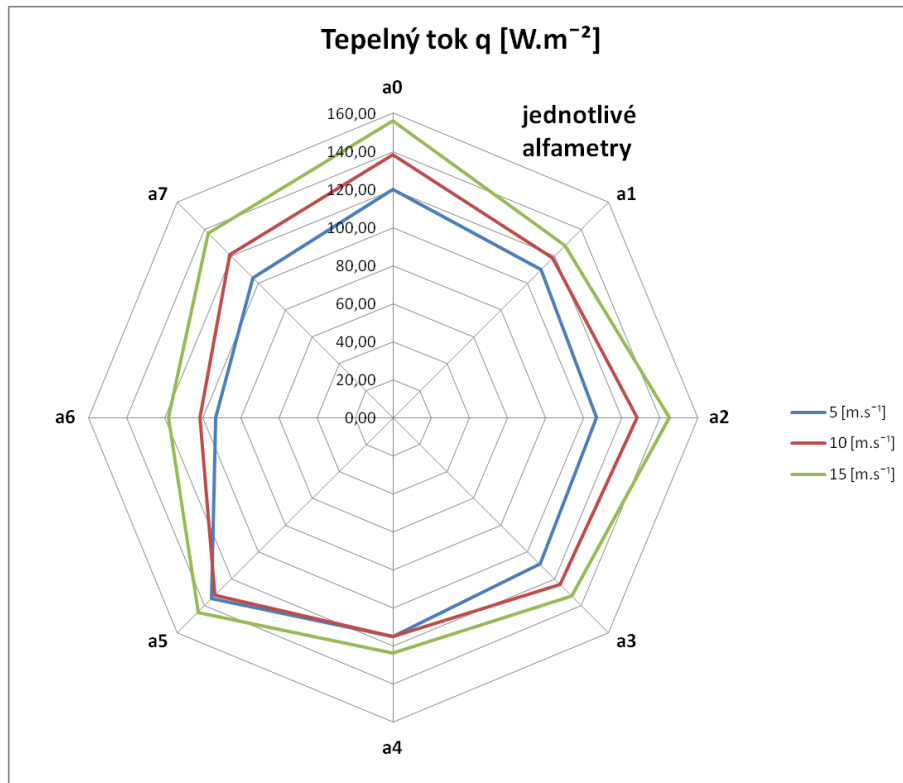 Tepelný tok q [W.m⁻²]
a0
jednotlivé
alfametry
160,00
140,00
120,00
100,00
80,00
60,00
40,00
20,00
0,00
a1
a2
a3
a4
a5
a6
a7
5 [m.s⁻¹]
10 [m.s⁻¹]
15 [m.s⁻¹]